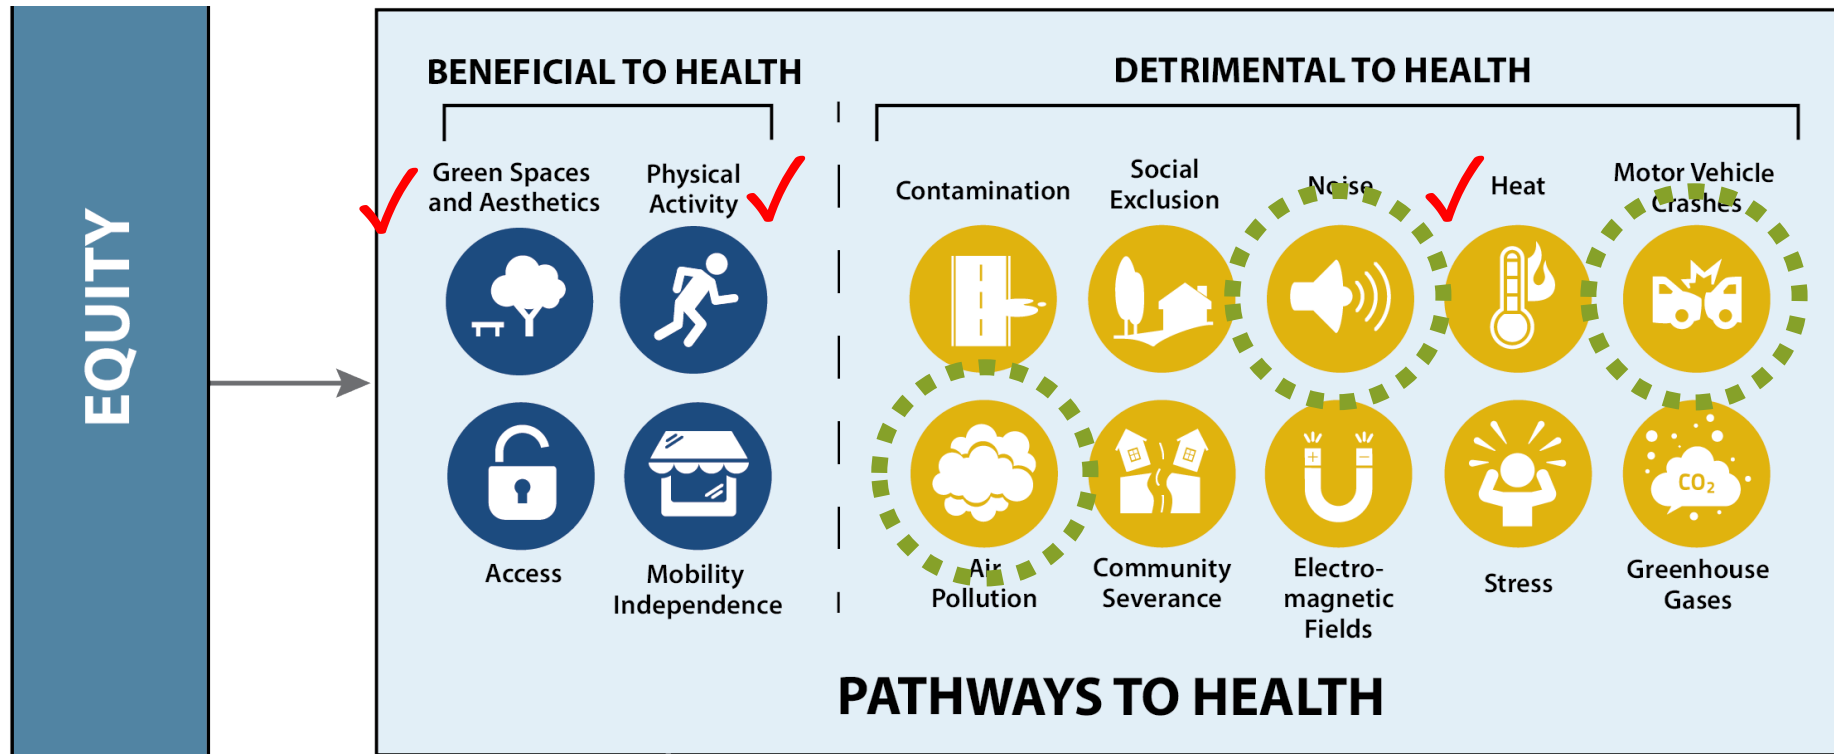 EQUITY
BENEFICIAL TO HEALTH
DETRIMENTAL TO HEALTH
Green Spaces
and Aesthetics
Physical
Activity
Contamination
Social
Exclusion
Noise
Heat
Motor Vehicle
Crashes
Access
Mobility
Independence
Air
Pollution
Community
Severance
Electro-
magnetic
Fields
Stress
CO₂
Greenhouse
Gases
PATHWAYS TO HEALTH